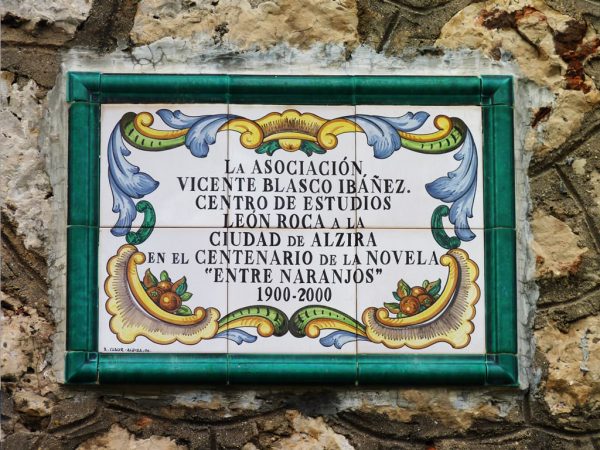 LA ASOCIACIÓN
VICENTE BLASCO IBÁÑEZ.
CENTRO DE ESTUDIOS
LEÓN ROCA A LA
CIUDAD DE ALZIRA
EN EL CENTENARIO DE LA NOVELA
"ENTRE NARANJOS"
1900-2000